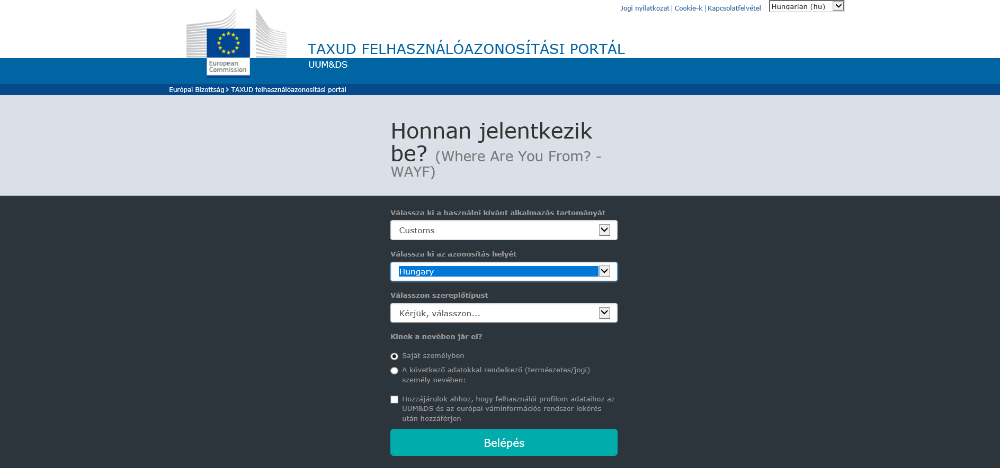 Jogi nyilatkozat | Cookie-k | Kapcsolatfelvétel Hungarian (hu)
TAXUD FELHASZNÁLÓAZONOSÍTÁSI PORTÁL
UUM&DS
European
Commission
Európai Bizottság > TAXUD felhasználóazonosítási portál
Honnan jelentkezik
be? (Where Are You From? -
WAYF)
Válassza ki a használni kívánt alkalmazás tartományát
Customs
Válassza ki az azonosítás helyét
Hungary
Válasszon szereplőtípust
Kérjük, válasszon...
Kinek a nevében jár el?
Saját személyben
A következő adatokkal rendelkező (természetes/jogi)
személy nevében:
Hozzájárulok ahhoz, hogy felhasználói profilom adataihoz az
UUM&DS és az európai váminformációs rendszer lekérés
után hozzáférjen
Belépés